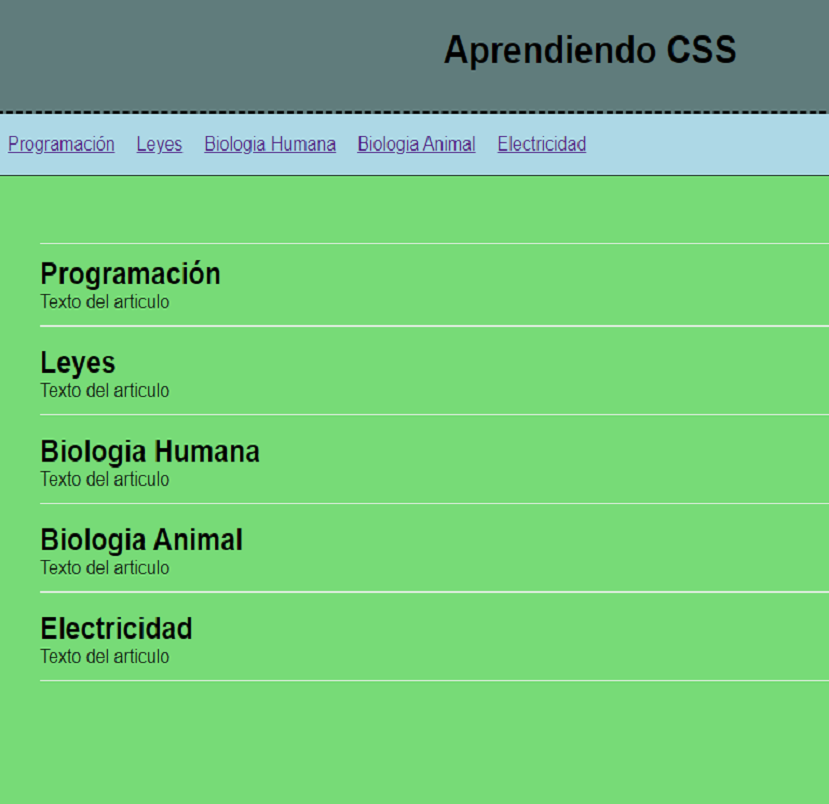 Aprendiendo CSS
Programación Leyes Biologia Humana Biologia Animal Electricidad
Programación
Texto del articulo
Leyes
Texto del articulo
Biologia Humana
Texto del articulo
Biologia Animal
Texto del articulo
Electricidad
Texto del articulo